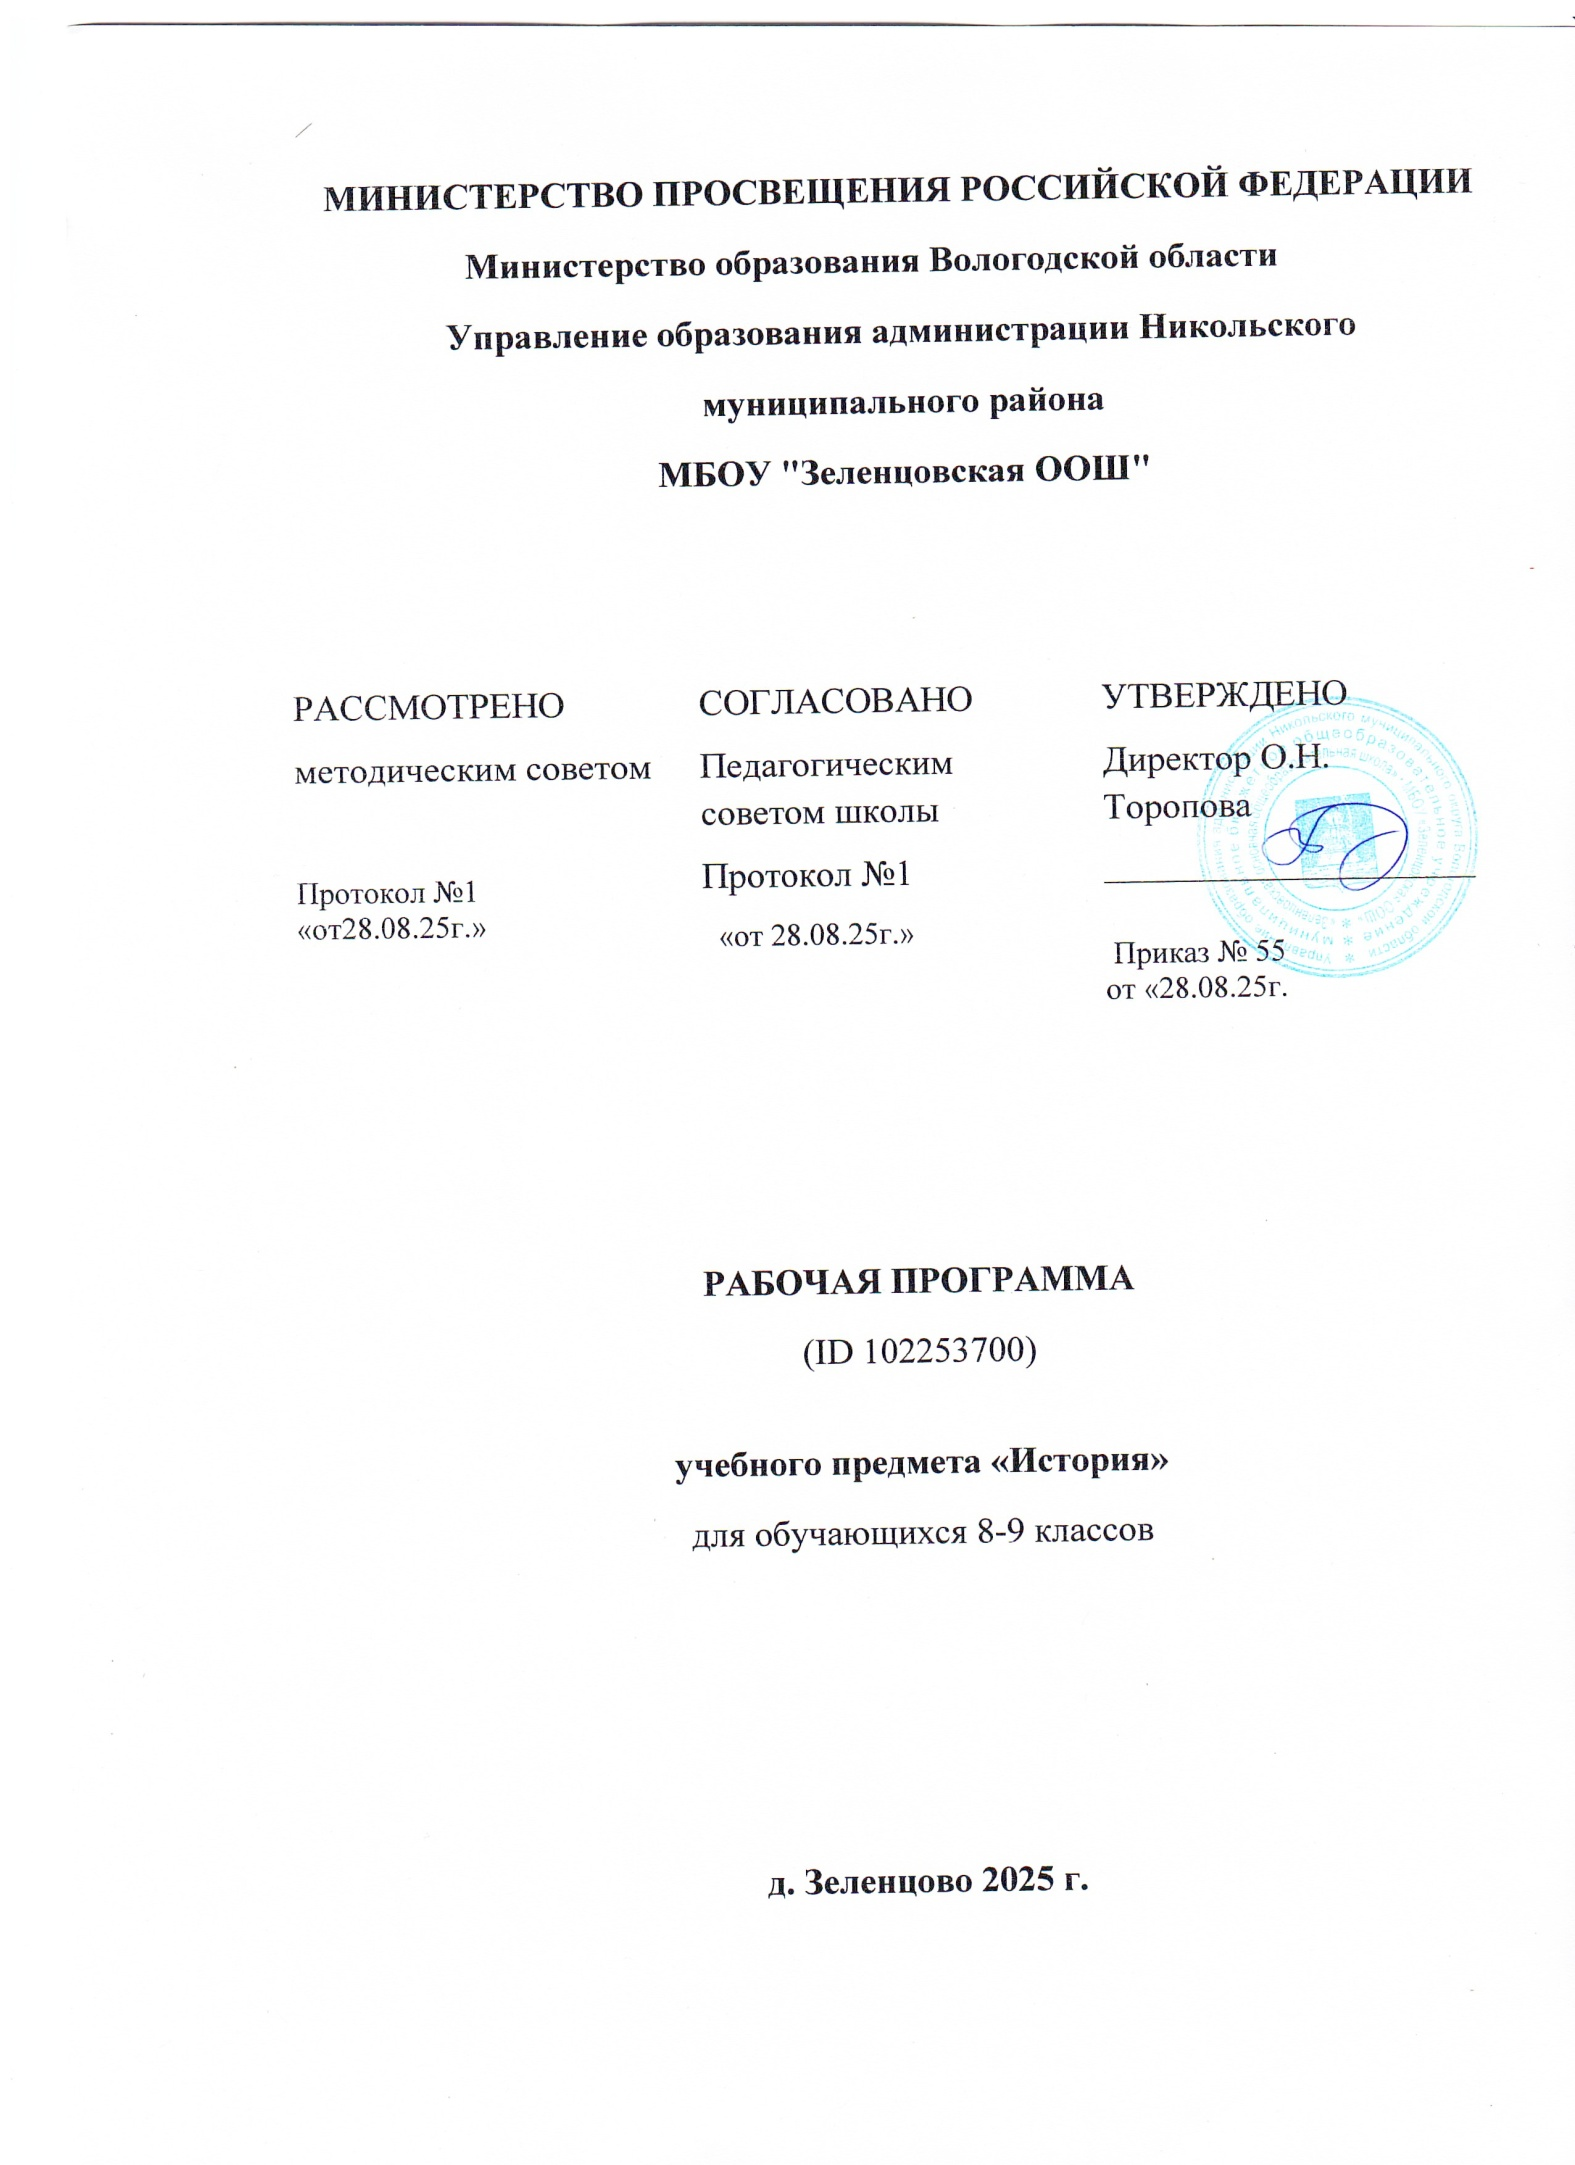 МИНИСТЕРСТВО ПРОСВЕЩЕНИЯ РОССИЙСКОЙ ФЕДЕРАЦИИ
Министерство образования Вологодской области
Управление образования администрации Никольского
муниципального района
МБОУ "Зеленцовская ООШ"
РАССМОТРЕНО
методическим советом
Протокол №1
«от28.08.25г.»
СОГЛАСОВАНО
Педагогическим
советом школы
Протокол №1
«от 28.08.25г.»
УТВЕРЖДЕНО
Директор О.Н.
Торопова
Приказ № 55
от «28.08.25г.
РАБОЧАЯ ПРОГРАММА
(ID 102253700)
учебного предмета «История»
для обучающихся 8-9 классов
д. Зеленцово 2025 г.